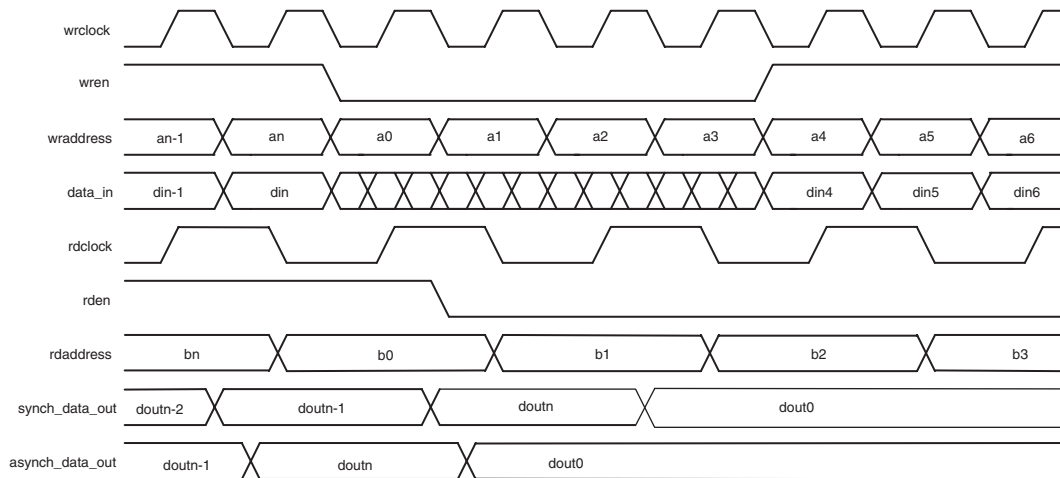 wrclock
wren
wraddress an-1 an a0 a1 a2 a3 a4 a5 a6
data_in din-1 din din4 din5 din6
rdclock
rden
rdaddress bn b0 b1 b2 b3
synch_data_out doutn-2 doutn-1 doutn dout0
asynch_data_out doutn-1 doutn dout0